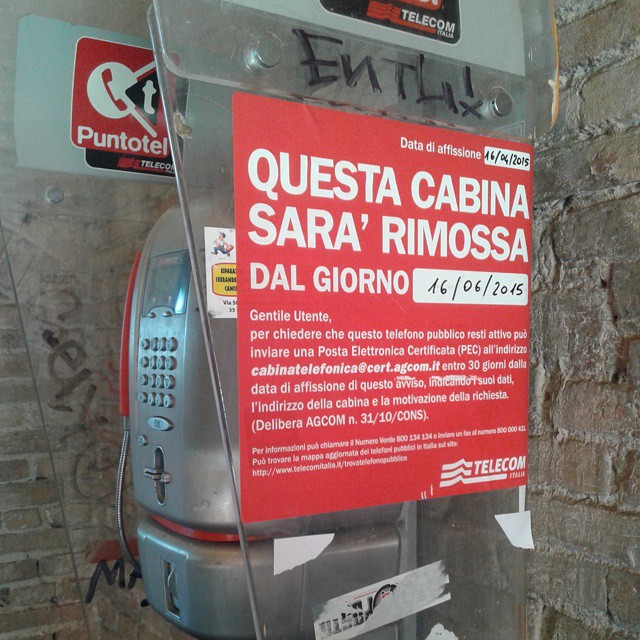 TELECOM
ITALIA
Puntotel
TELECOM
Data di affissione 16/04/2015
QUESTA CABINA
SARA' RIMOSSA
DAL GIORNO 16/06/2015
Gentile Utente,
per chiedere che questo telefono pubblico resti attivo può
inviare una Posta Elettronica Certificata (PEC) all'indirizzo
cabinatelefonica@cert.agcom.it entro 30 giorni dalla
data di affissione di questo avviso, indicando i suoi dati,
l'indirizzo della cabina e la motivazione della richiesta.
(Delibera AGCOM n. 31/10/CONS).
Per informazioni può chiamare il Numero Verde 800 134 134 o inviare un fax al numero 800 000 421.
Può trovare la mappa aggiornata dei telefoni pubblici in Italia sul sito:
http://www.telecomitalia.it/trovatelefonopubblico
TELECOM
ITALIA